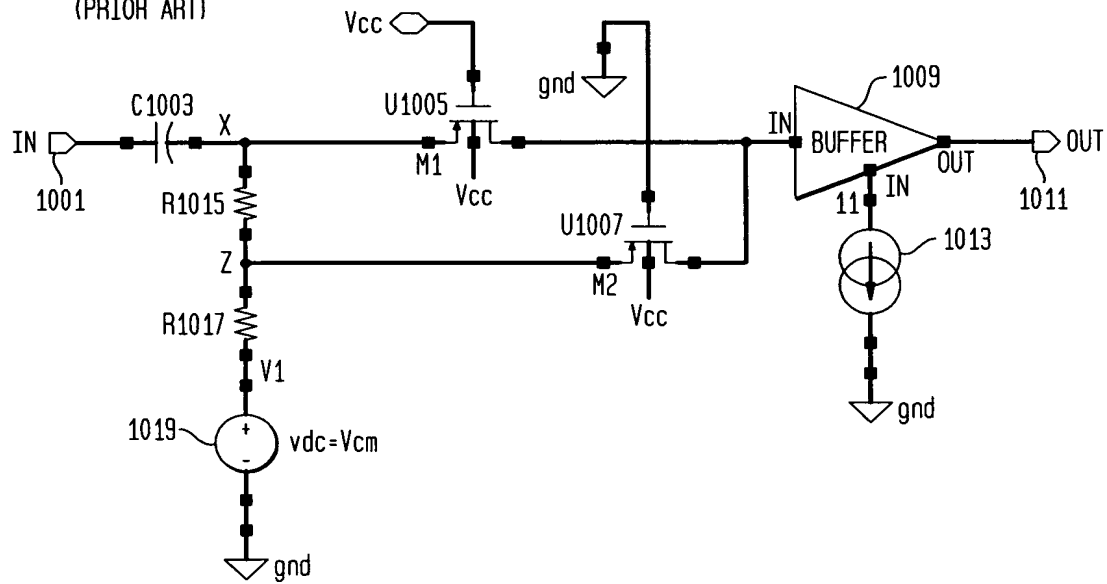 (PRIOR ART)
Vcc
gnd
1009
C1003
U1005
IN
X
IN
BUFFER
OUT
OUT
M1
Vcc
IN
1001
R1015
11
1011
U1007
Z
1013
M2
Vcc
R1017
V1
gnd
1019
vdc=Vcm
gnd